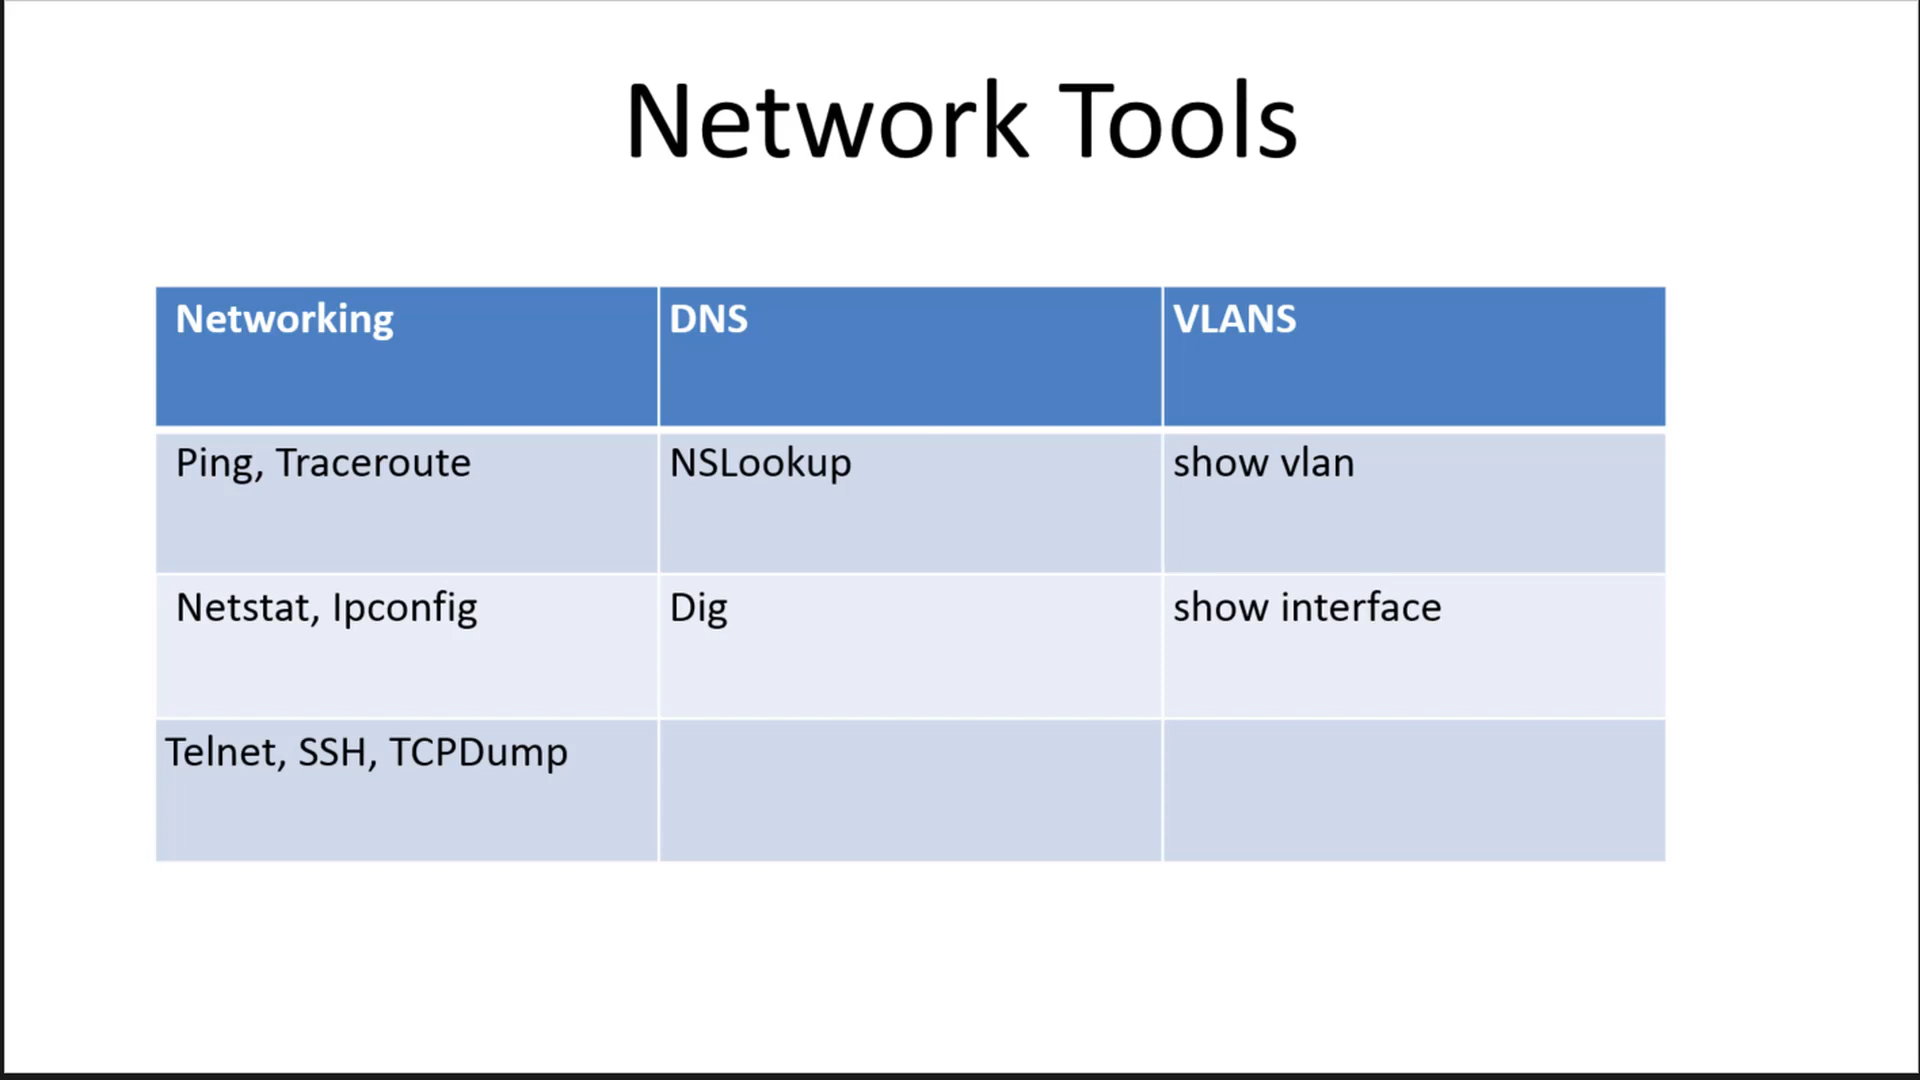 Network Tools
Networking DNS VLANS
Ping, Traceroute NSLookup show vlan
Netstat, Ipconfig Dig show interface
Telnet, SSH, TCPDump